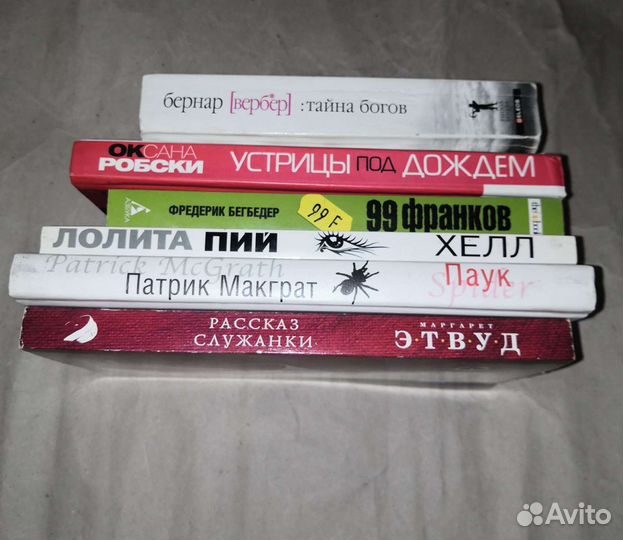 бернар [вербер] :тайна богов
ОКСАНА
РОБСКИ
УСТРИЦЫ ПОД ДОЖДЕМ
ФРЕДЕРИК БЕГБЕДЕР
99 F
99 франков
ЛОЛИТА ПИЙ
ХЕЛЛ
Patrick McGrath
Патрик Макграт
Паук
Spider
РАССКАЗ
СЛУЖАНКИ
МАРГАРЕТ
Э·Т·В·У·Д
Avito